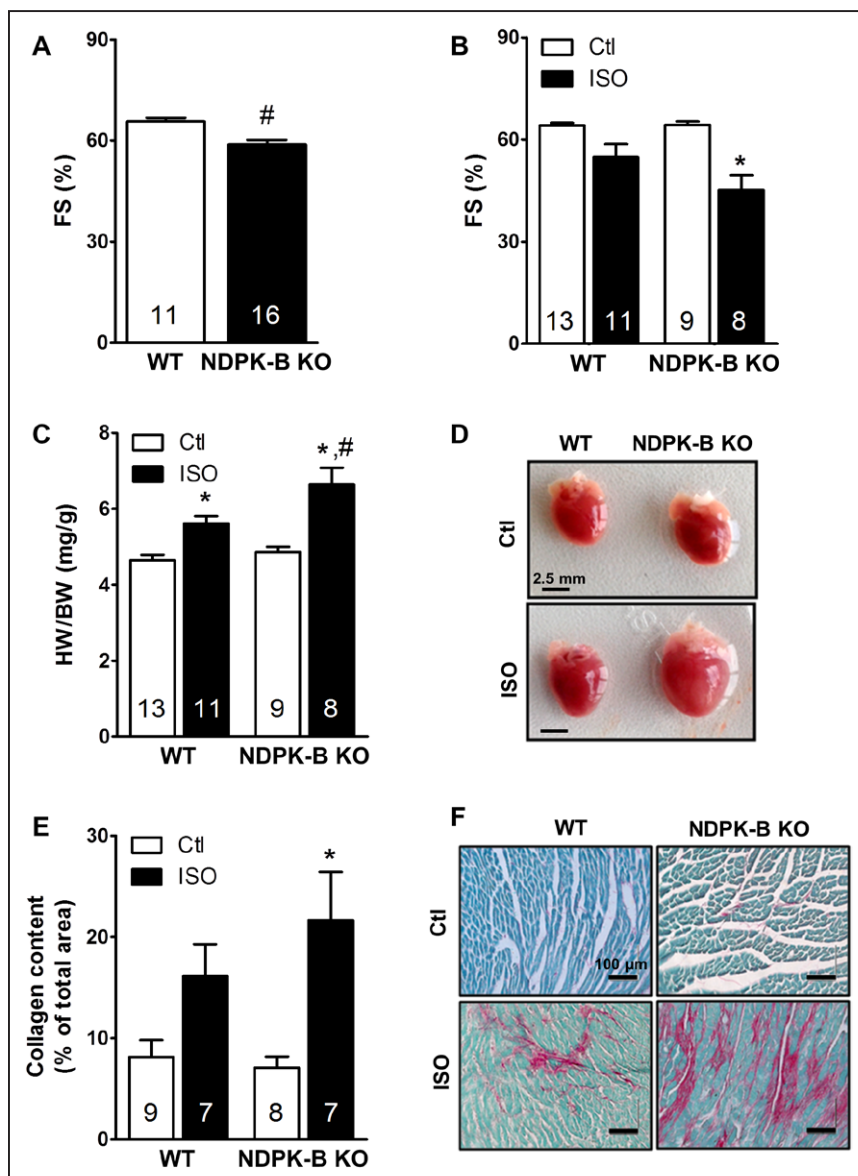 A
90
60
30
0
FS (%)
#
11
16
WT
NDPK-B KO
B
Ctl
ISO
90
60
30
0
FS (%)
*
13
11
9
8
WT
NDPK-B KO
C
Ctl
ISO
8
6
4
2
0
HW/BW (mg/g)
*
*,#
13
11
9
8
WT
NDPK-B KO
D
WT
NDPK-B KO
Ctl
2.5 mm
ISO
E
Ctl
ISO
30
20
10
0
Collagen content
(% of total area)
*
9
7
8
7
WT
NDPK-B KO
F
WT
NDPK-B KO
Ctl
100 µm
ISO